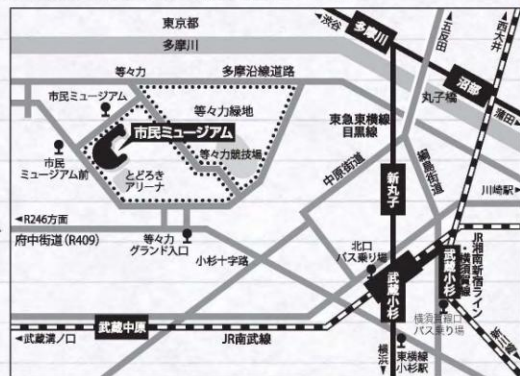 東京都
多摩川
←渋谷
多摩川
五反田
西大井
沼部
蒲田
丸子橋
等々力
多摩沿線道路
市民ミュージアム
等々力緑地
市民ミュージアム
等々力競技場
市民
ミュージアム前
とどろき
アリーナ
東急東横線
目黒線
中原街道
綱島街道
新丸子
川崎駅→
←R246方面
府中街道(R409)
等々力
グランド入口
小杉十字路
北口
バス乗り場
武蔵小杉
武蔵小杉
JR湘南新宿ライン
・横須賀線
横須賀線口
バス乗り場
武蔵中原
←武蔵溝ノ口
JR南武線
横浜
東横線
小杉駅